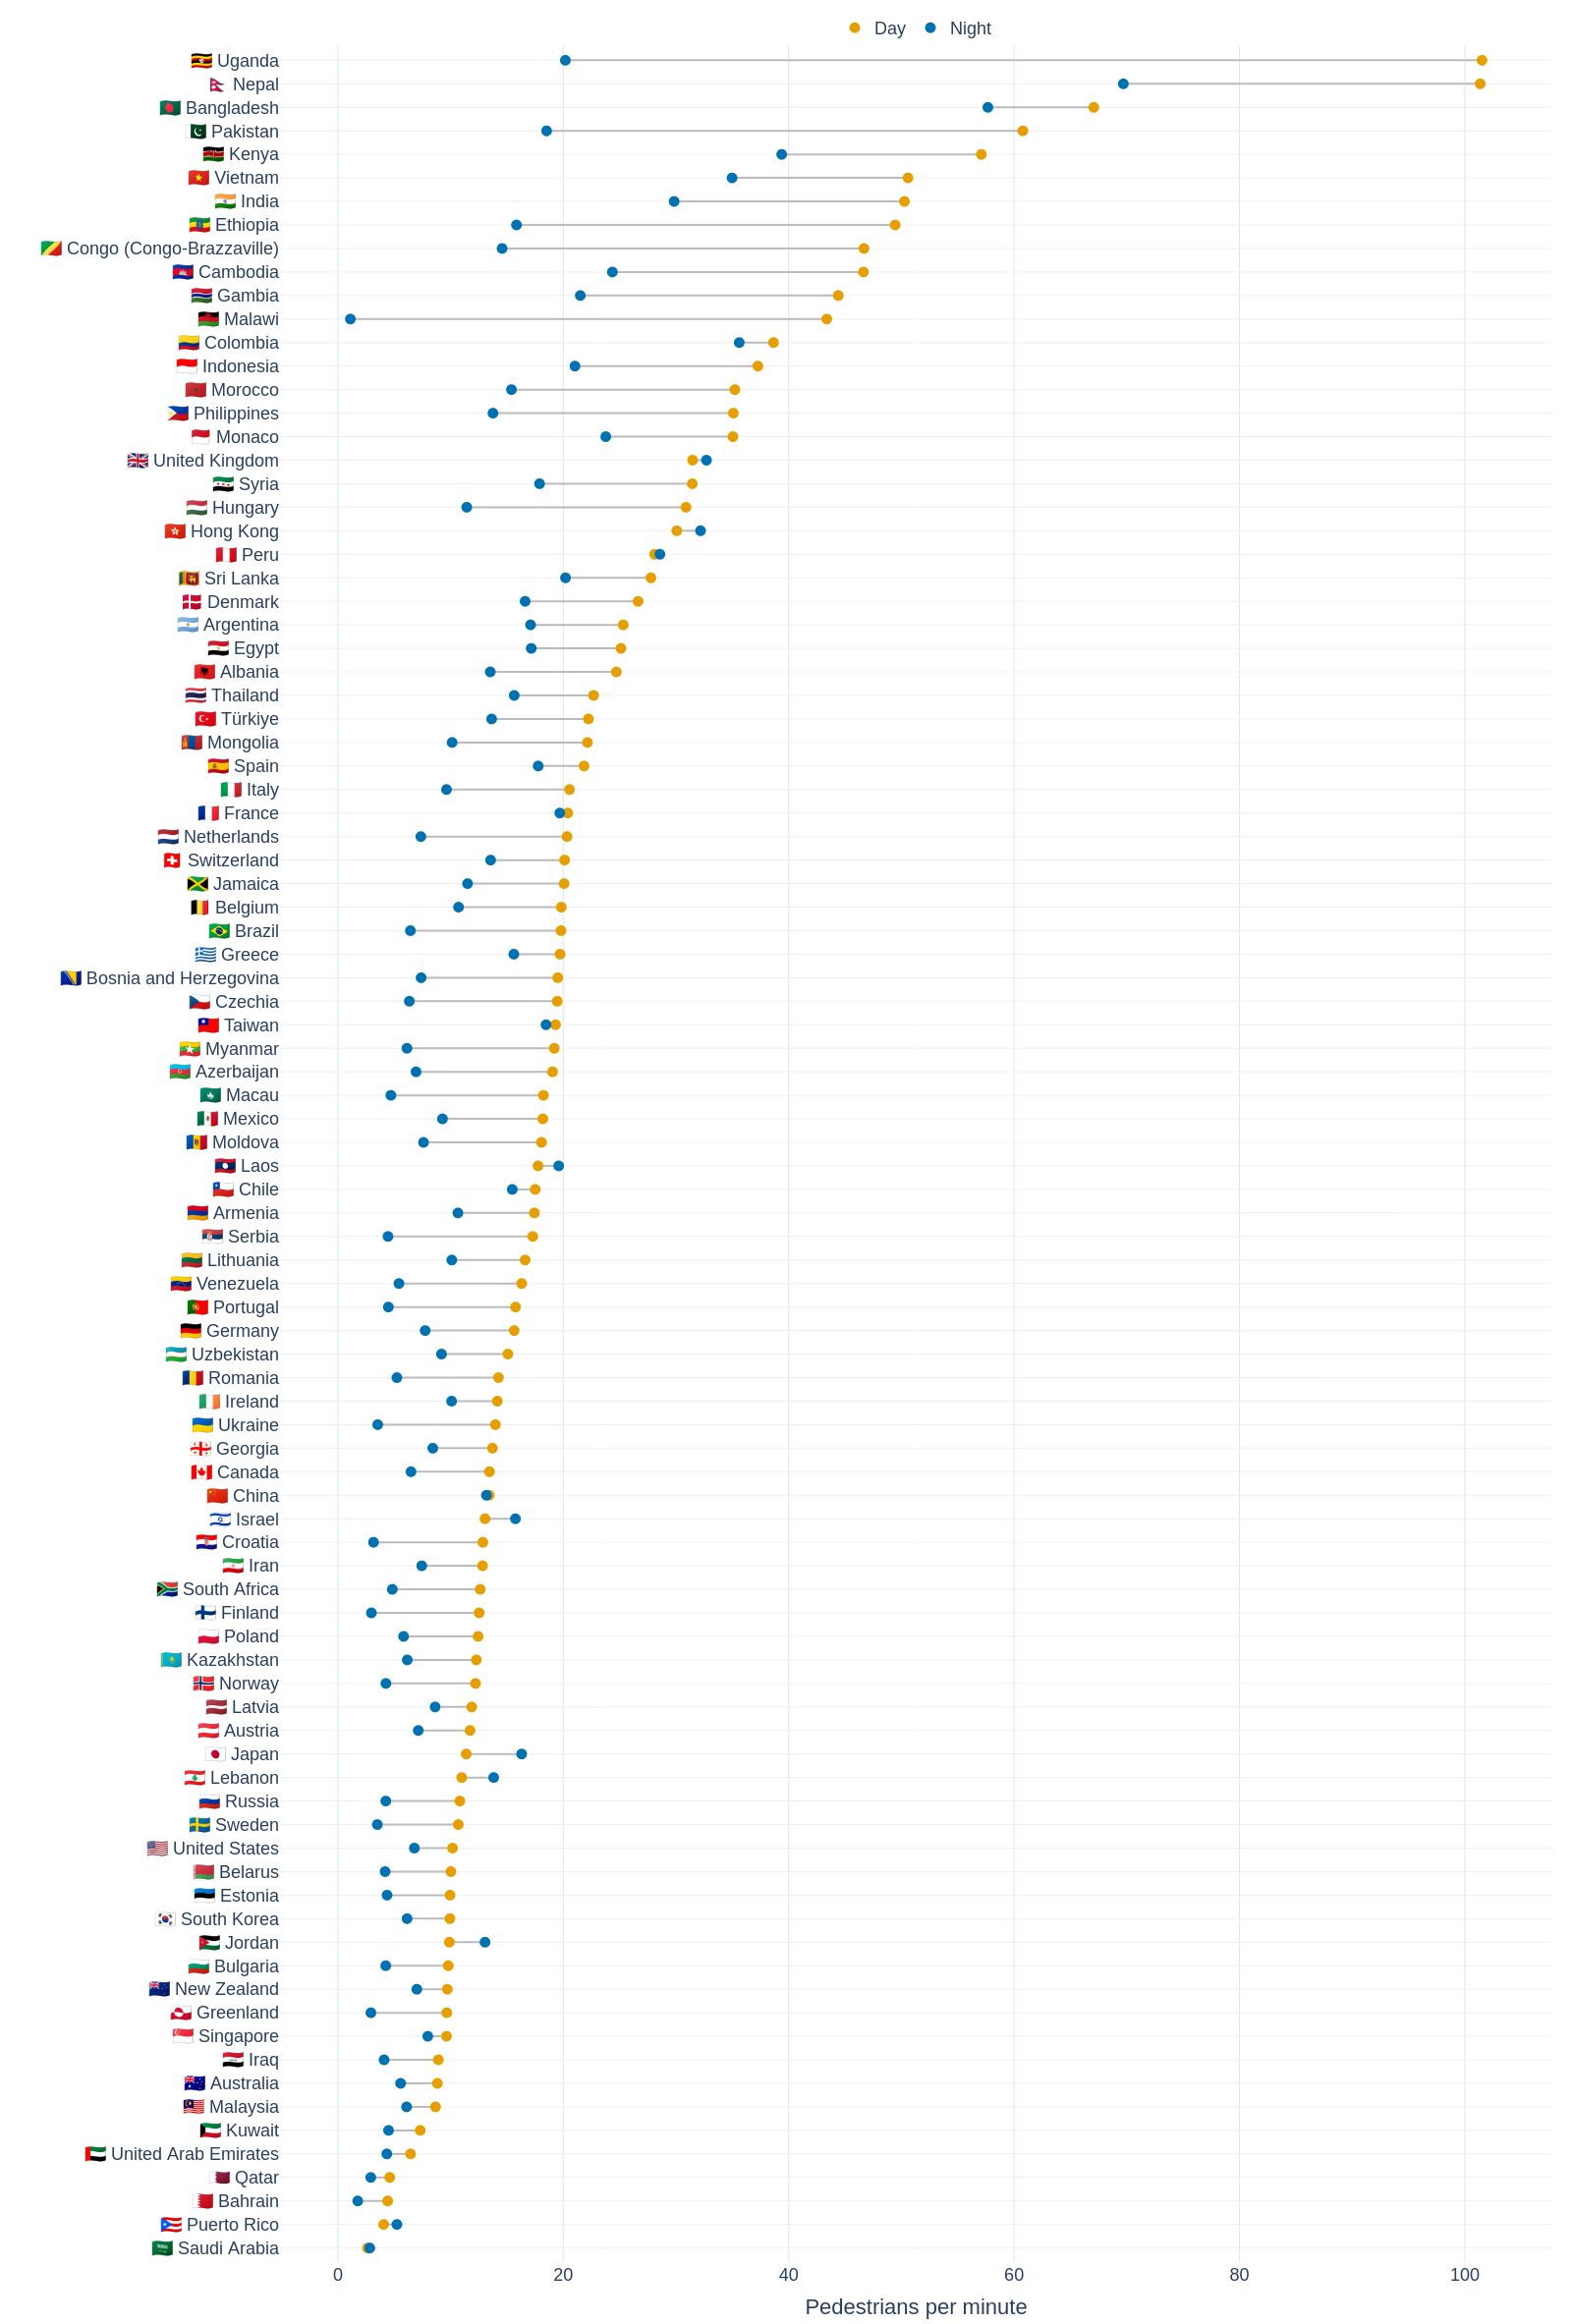 Day Night
Uganda
Nepal
Bangladesh
Pakistan
Kenya
Vietnam
India
Ethiopia
Congo (Congo-Brazzaville)
Cambodia
Gambia
Malawi
Colombia
Indonesia
Morocco
Philippines
Monaco
United Kingdom
Syria
Hungary
Hong Kong
Peru
Sri Lanka
Denmark
Argentina
Egypt
Albania
Thailand
Türkiye
Mongolia
Spain
Italy
France
Netherlands
Switzerland
Jamaica
Belgium
Brazil
Greece
Bosnia and Herzegovina
Czechia
Taiwan
Myanmar
Azerbaijan
Macau
Mexico
Moldova
Laos
Chile
Armenia
Serbia
Lithuania
Venezuela
Portugal
Germany
Uzbekistan
Romania
Ireland
Ukraine
Georgia
Canada
China
Israel
Croatia
Iran
South Africa
Finland
Poland
Kazakhstan
Norway
Latvia
Austria
Japan
Lebanon
Russia
Sweden
United States
Belarus
Estonia
South Korea
Jordan
Bulgaria
New Zealand
Greenland
Singapore
Iraq
Australia
Malaysia
Kuwait
United Arab Emirates
Qatar
Bahrain
Puerto Rico
Saudi Arabia
0 20 40 60 80 100
Pedestrians per minute